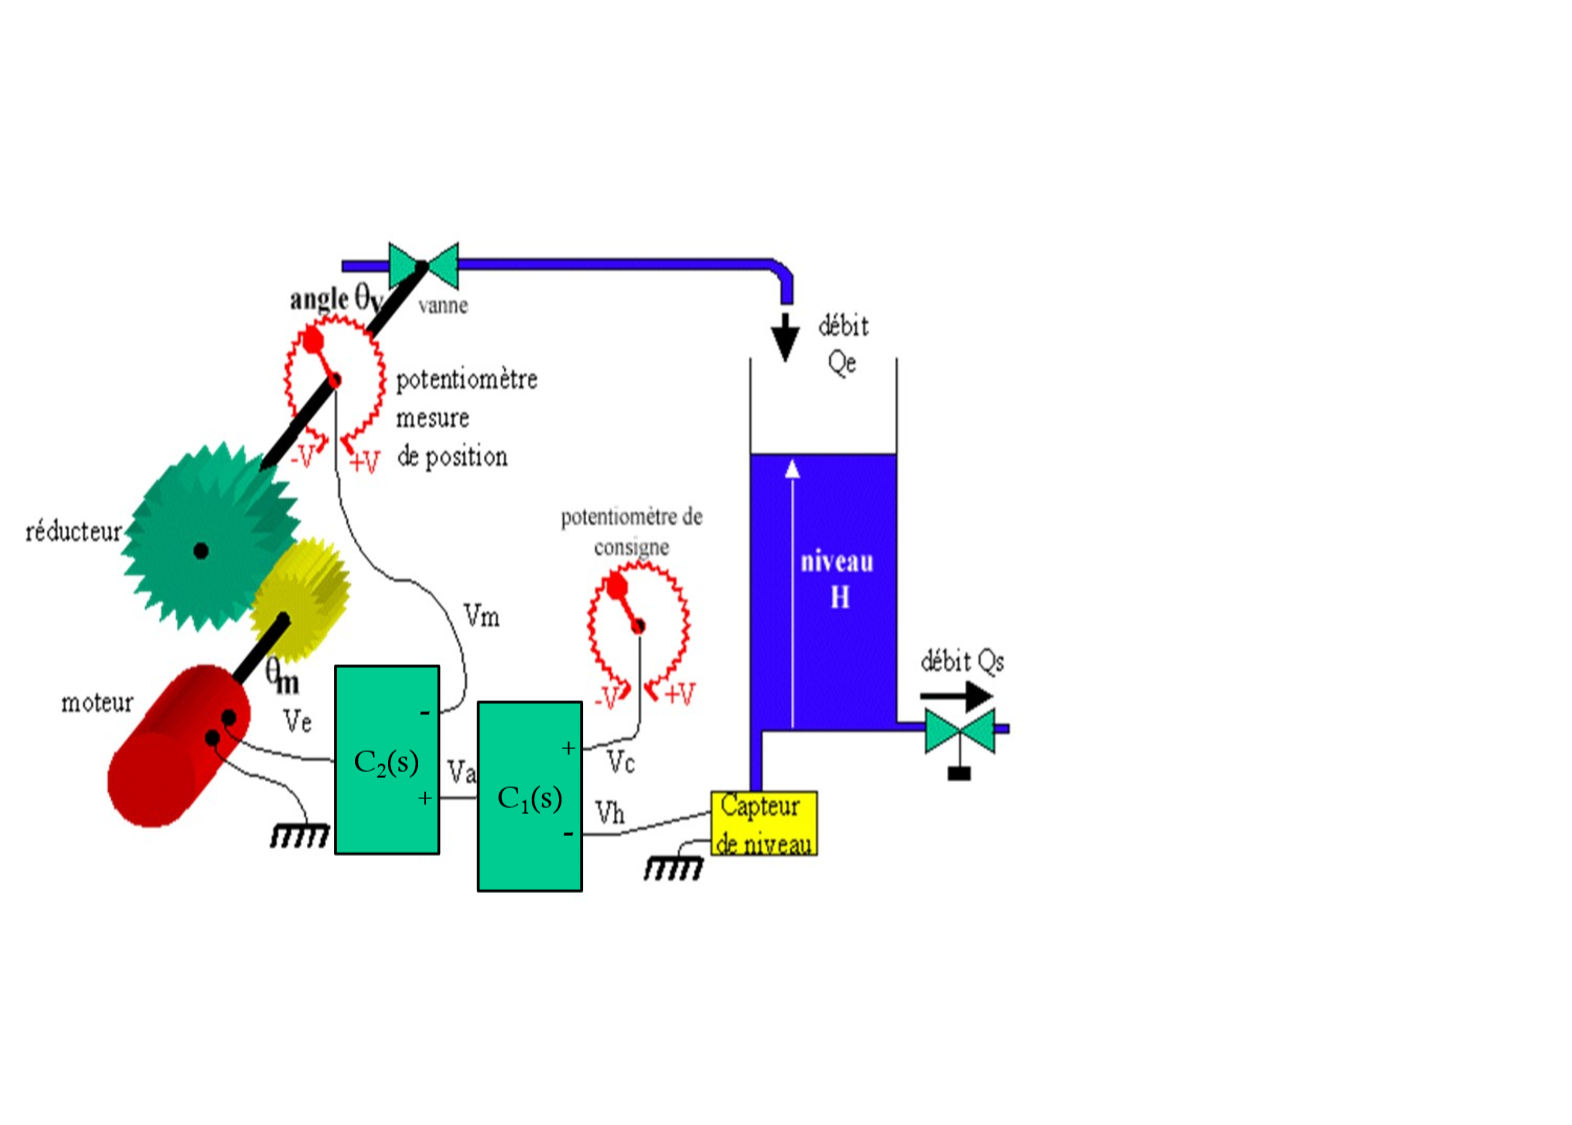 angle θv
vanne
débit
Qe
potentiomètre
mesure
de position
-V
+V
réducteur
potentiomètre de
consigne
niveau
H
Vm
débit Qs
-V
+V
θm
moteur
Ve
-
C2(s)
+
Va
+
C1(s)
-
Vc
Vh
Capteur
de niveau